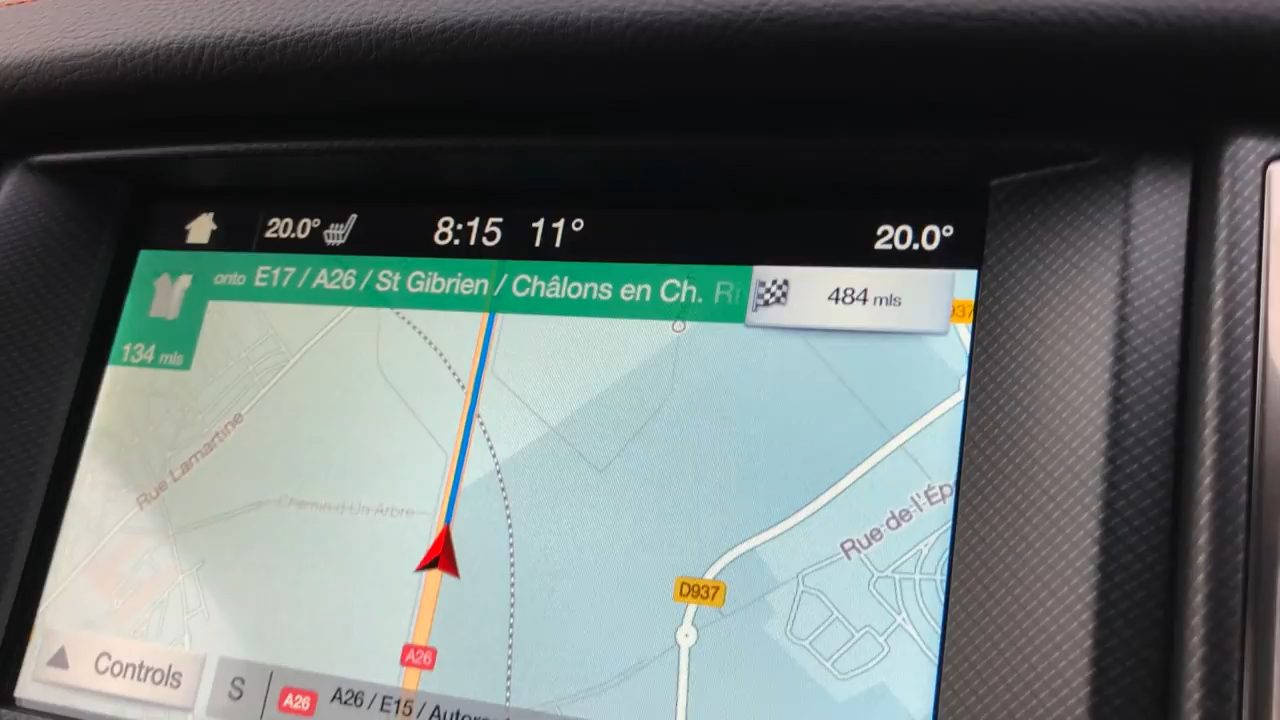 20.0° 8:15 11° 20.0°
onto E17 / A26 / St Gibrien / Châlons en Ch.
484 mls
134 mls
937
Rue Lamartine
Chemin d'Un Arbre
Rue de l'Ép
D937
A26
Controls
S A26 A26 / E15 /